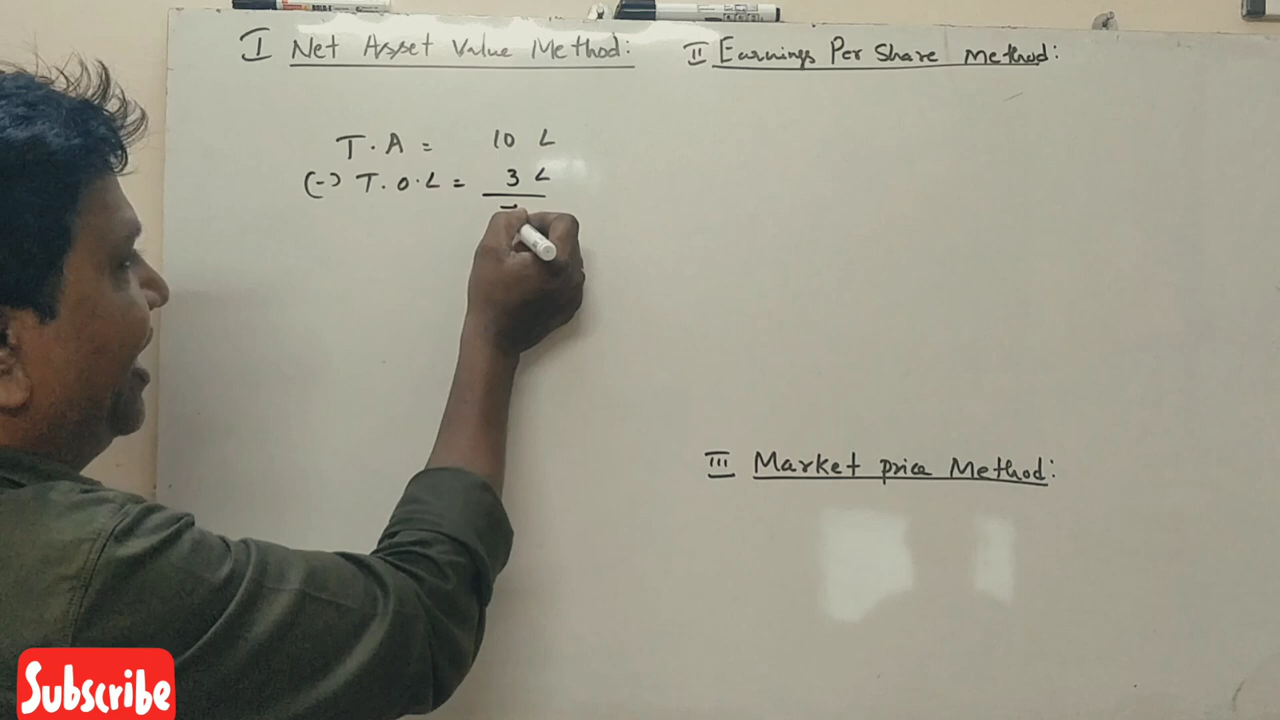 I Net Asset Value Method:
II Earnings Per Share Method:
T.A = 10 L
(-) T.O.L = 3 L
III Market price Method:
Subscribe